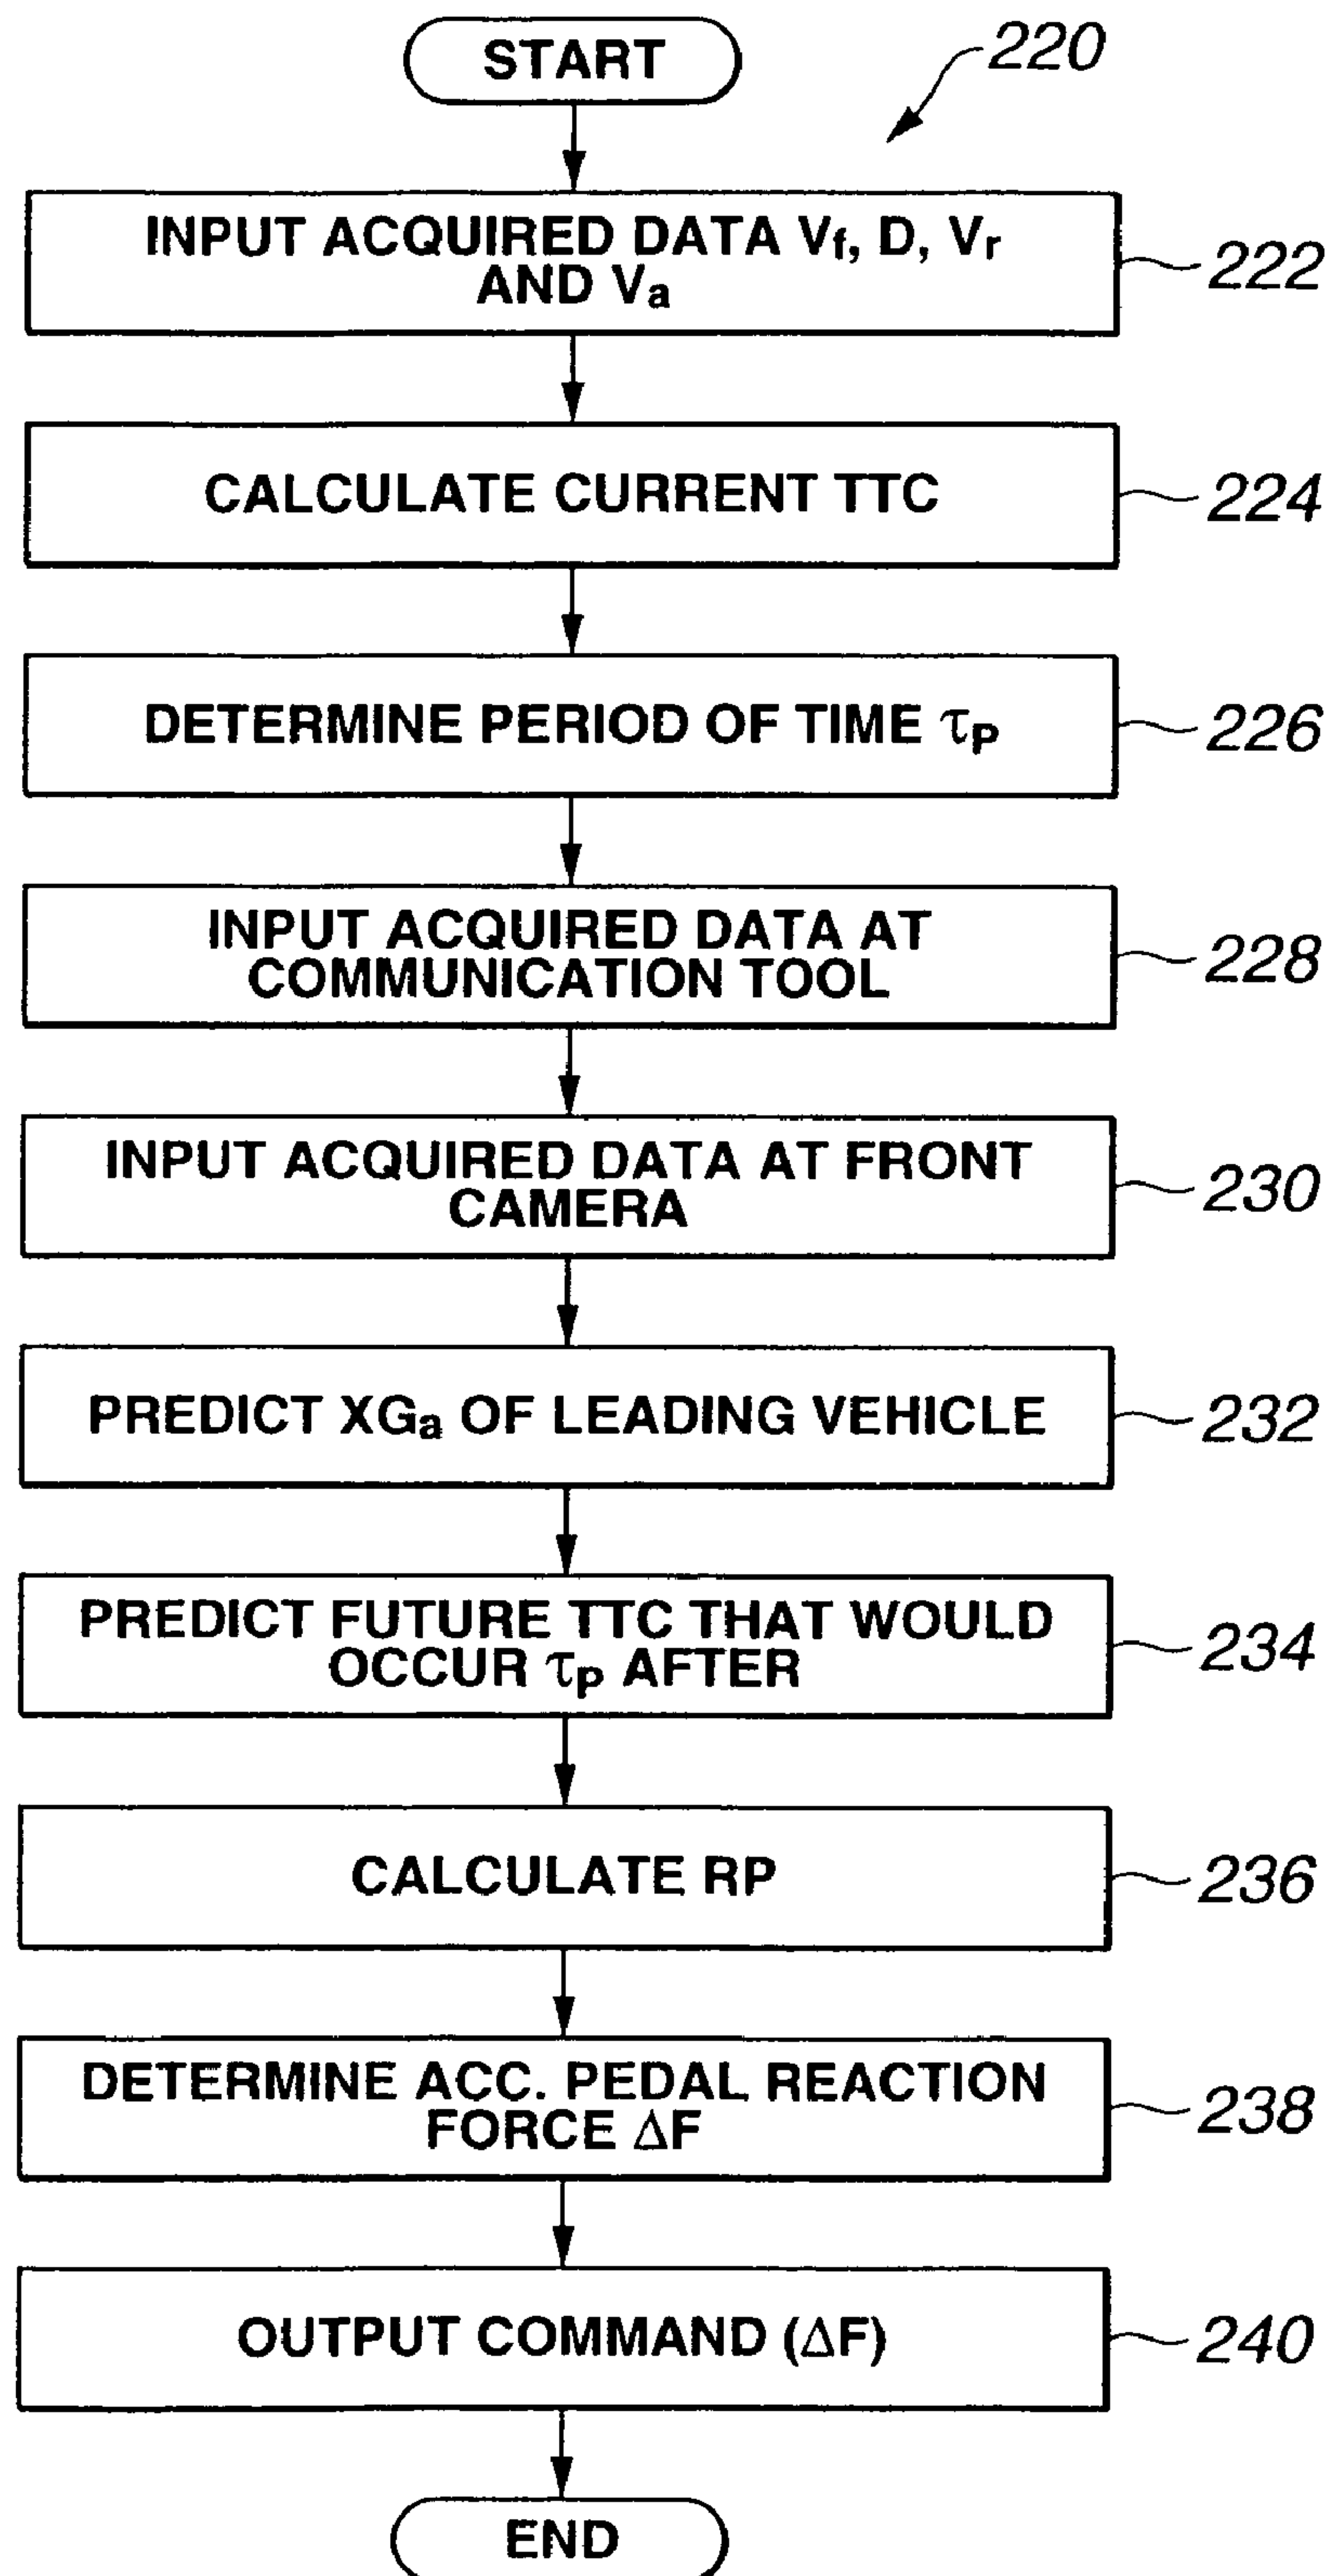 START
220
INPUT ACQUIRED DATA Vf, D, Vr
AND Va
222
CALCULATE CURRENT TTC
224
DETERMINE PERIOD OF TIME τP
226
INPUT ACQUIRED DATA AT
COMMUNICATION TOOL
228
INPUT ACQUIRED DATA AT FRONT
CAMERA
230
PREDICT XGa OF LEADING VEHICLE
232
PREDICT FUTURE TTC THAT WOULD
OCCUR τP AFTER
234
CALCULATE RP
236
DETERMINE ACC. PEDAL REACTION
FORCE ΔF
238
OUTPUT COMMAND (ΔF)
240
END